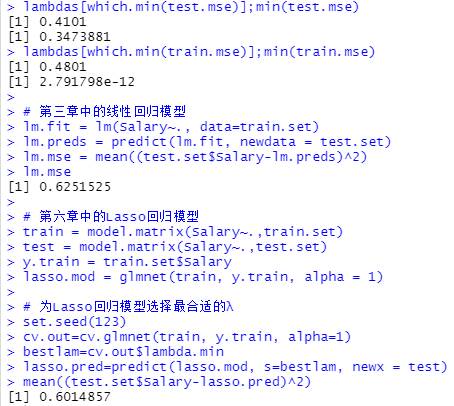 > lambdas[which.min(test.mse)];min(test.mse)
[1] 0.4101
[1] 0.3473881
> lambdas[which.min(train.mse)];min(train.mse)
[1] 0.4801
[1] 2.791798e-12
>
> # 第三章中的线性回归模型
> lm.fit = lm(Salary~., data=train.set)
> lm.preds = predict(lm.fit, newdata = test.set)
> lm.mse = mean((test.set$Salary-lm.preds)^2)
> lm.mse
[1] 0.6251525
>
> # 第六章中的Lasso回归模型
> train = model.matrix(Salary~.,train.set)
> test = model.matrix(Salary~.,test.set)
> y.train = train.set$Salary
> lasso.mod = glmnet(train, y.train, alpha = 1)
>
> # 为Lasso回归模型选择最合适的λ
> set.seed(123)
> cv.out=cv.glmnet(train, y.train, alpha=1)
> bestlam=cv.out$lambda.min
> lasso.pred=predict(lasso.mod, s=bestlam, newx = test)
> mean((test.set$Salary-lasso.pred)^2)
[1] 0.6014857